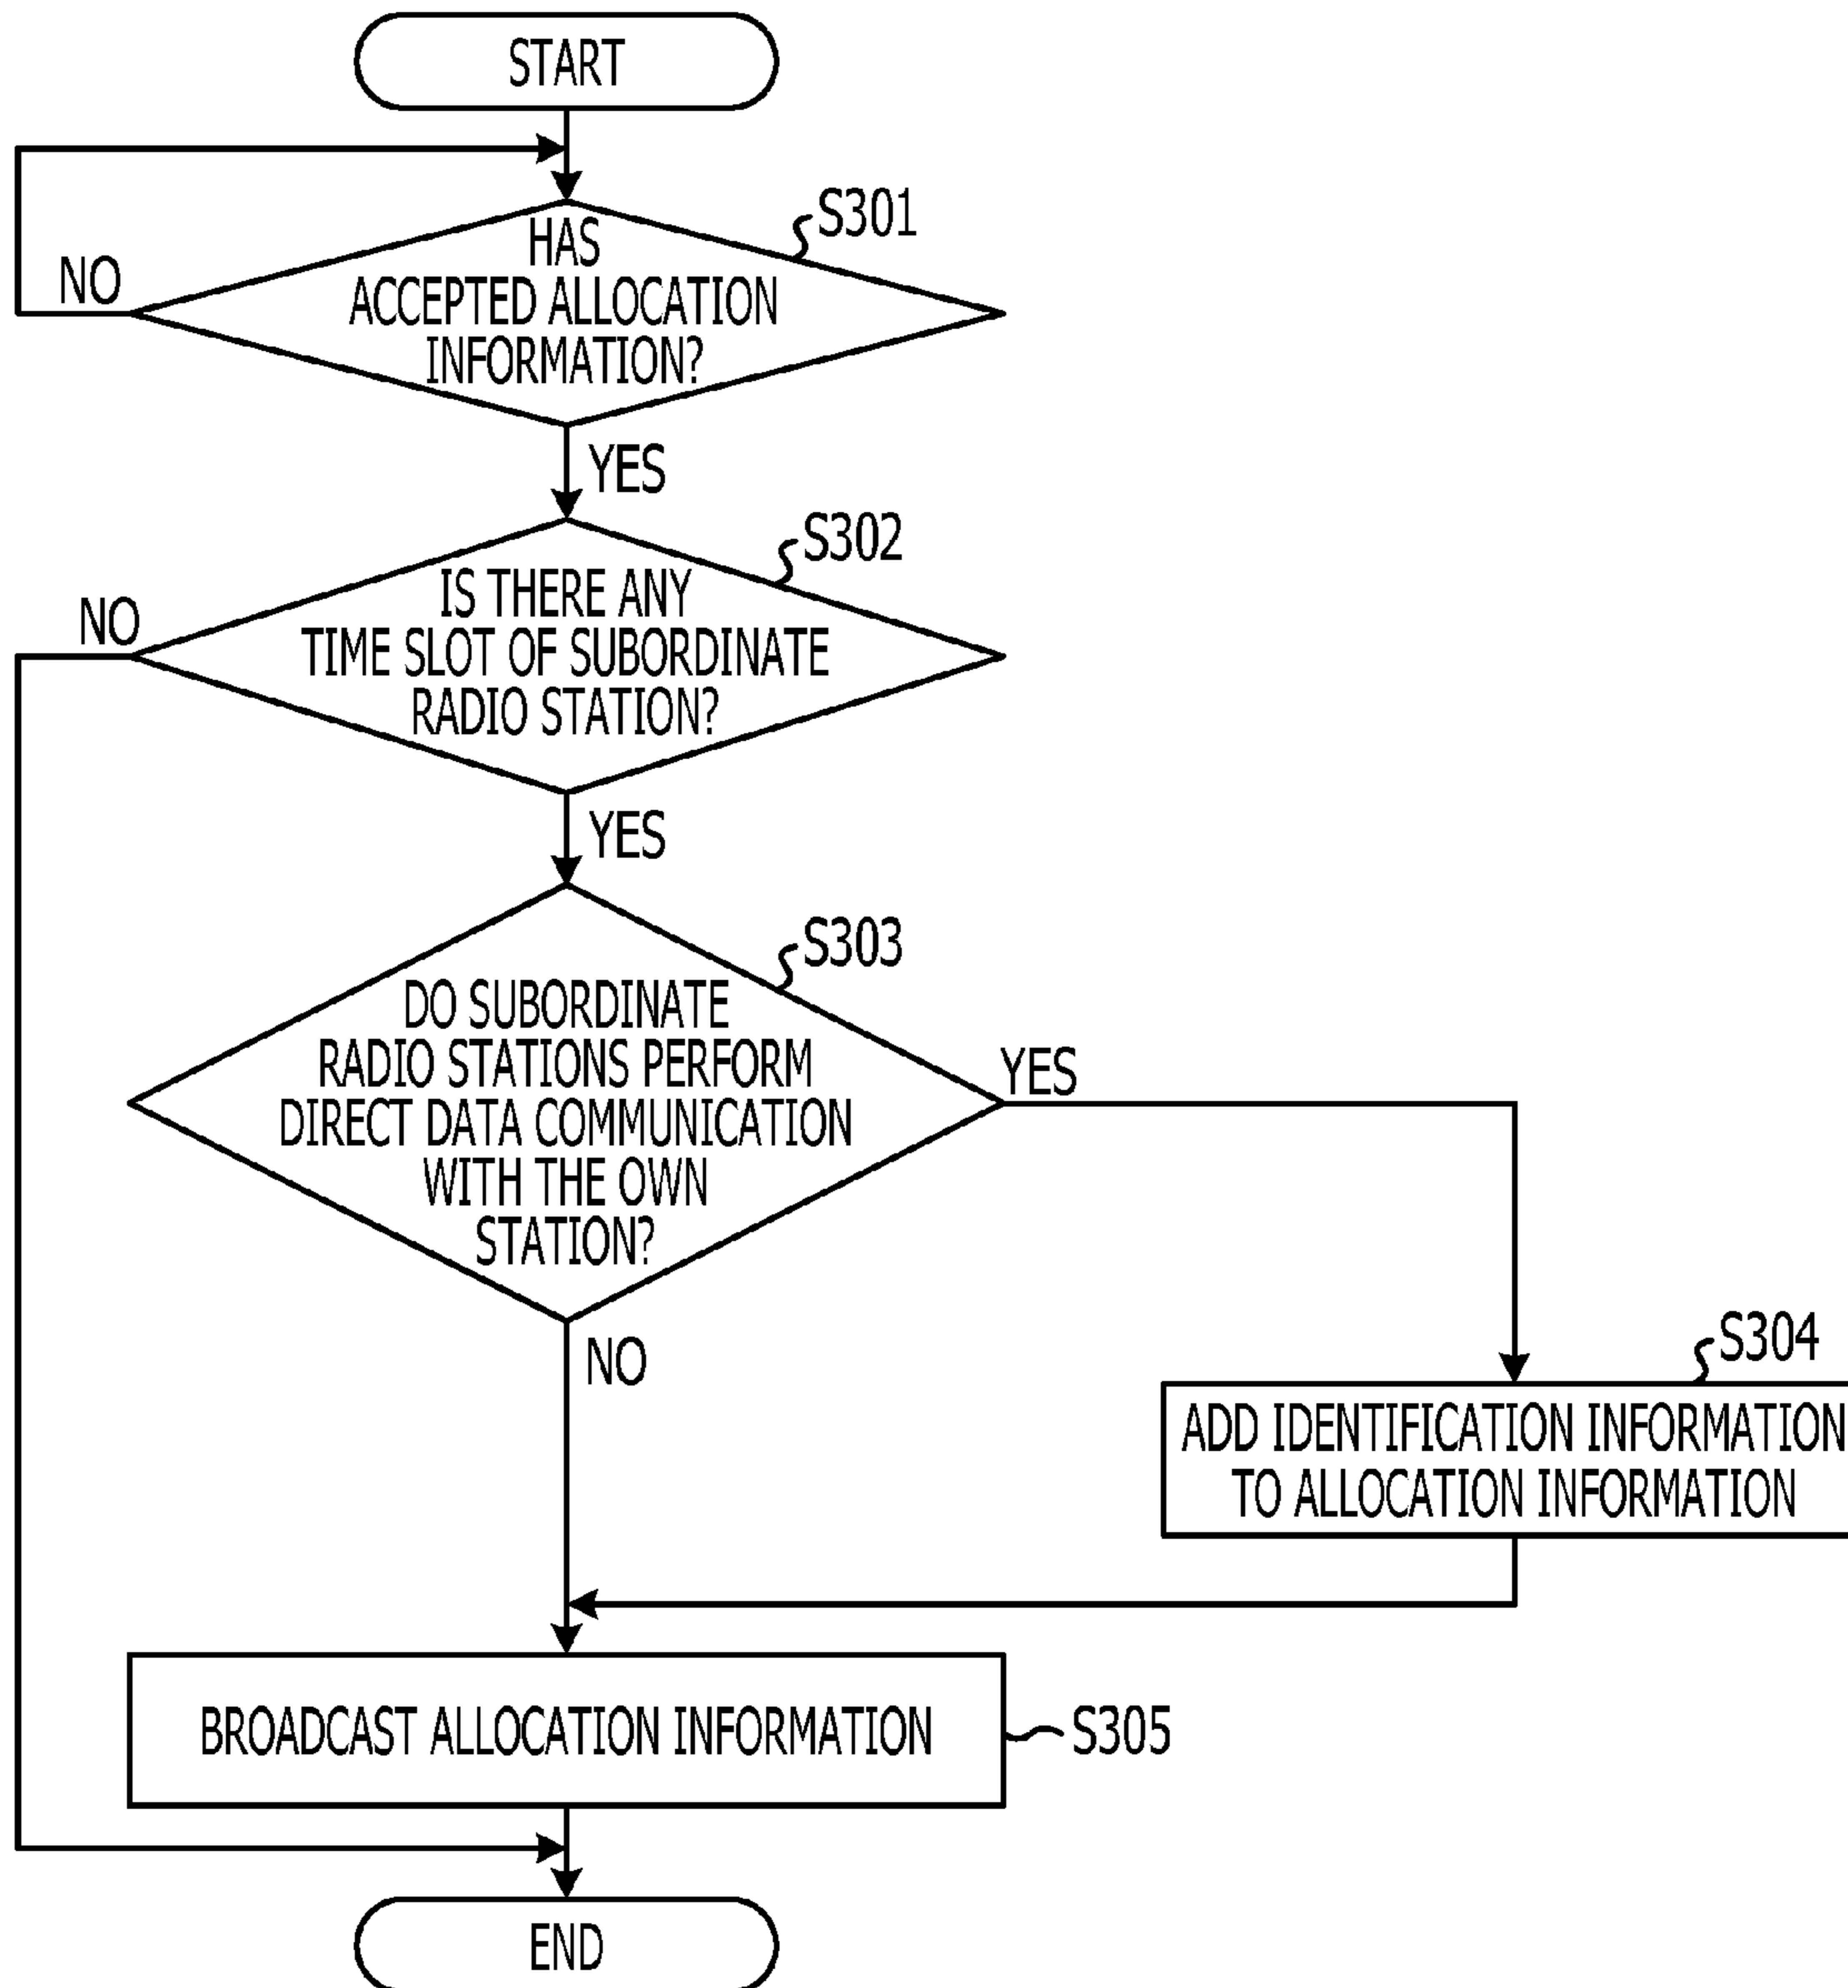 START
S301
HAS
ACCEPTED ALLOCATION
INFORMATION?
NO
YES
S302
IS THERE ANY
TIME SLOT OF SUBORDINATE
RADIO STATION?
NO
YES
S303
DO SUBORDINATE
RADIO STATIONS PERFORM
DIRECT DATA COMMUNICATION
WITH THE OWN
STATION?
YES
NO
S304
ADD IDENTIFICATION INFORMATION
TO ALLOCATION INFORMATION
BROADCAST ALLOCATION INFORMATION
S305
END